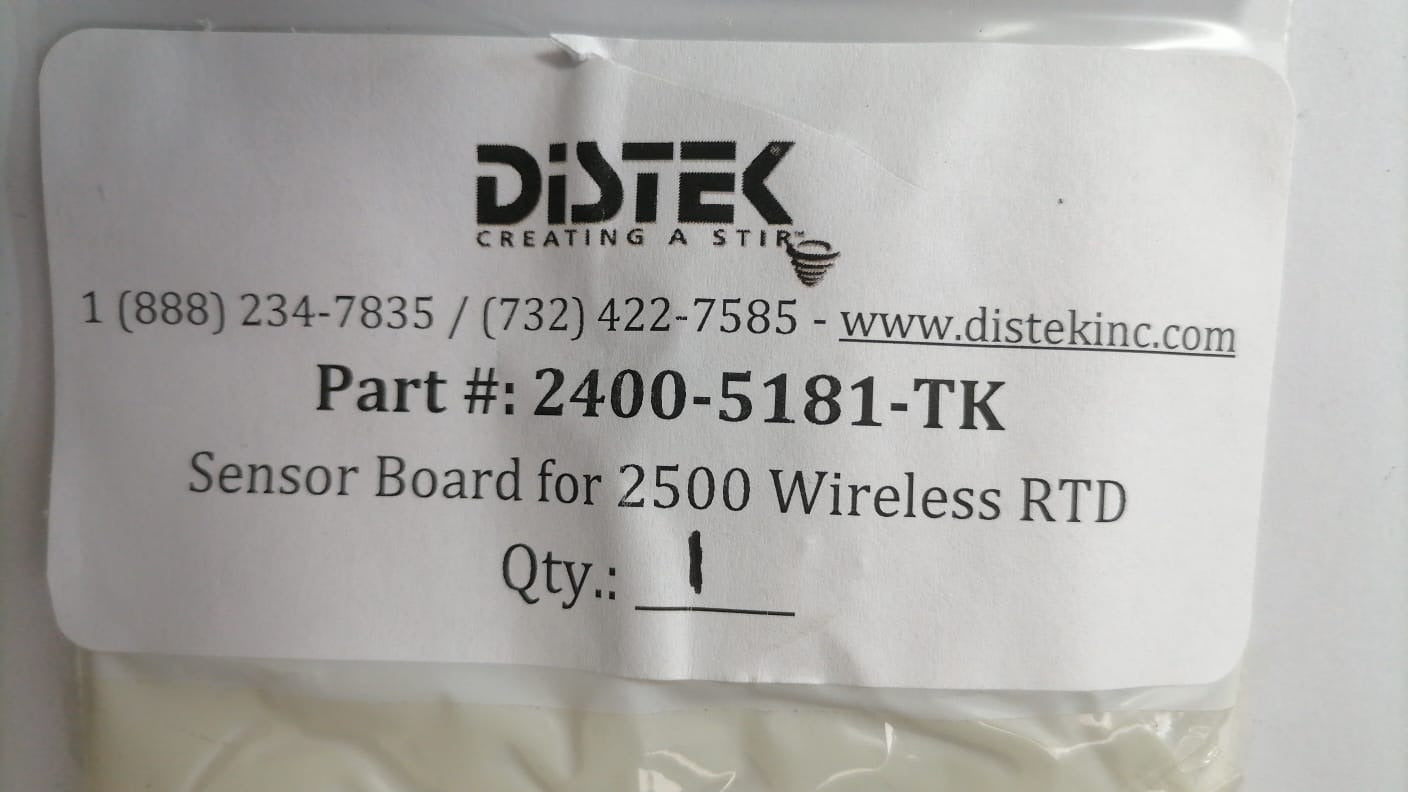 DiSTEK®
CREATING A STIR™
1 (888) 234-7835 / (732) 422-7585 - www.distekinc.com
Part #: 2400-5181-TK
Sensor Board for 2500 Wireless RTD
Qty.: 1